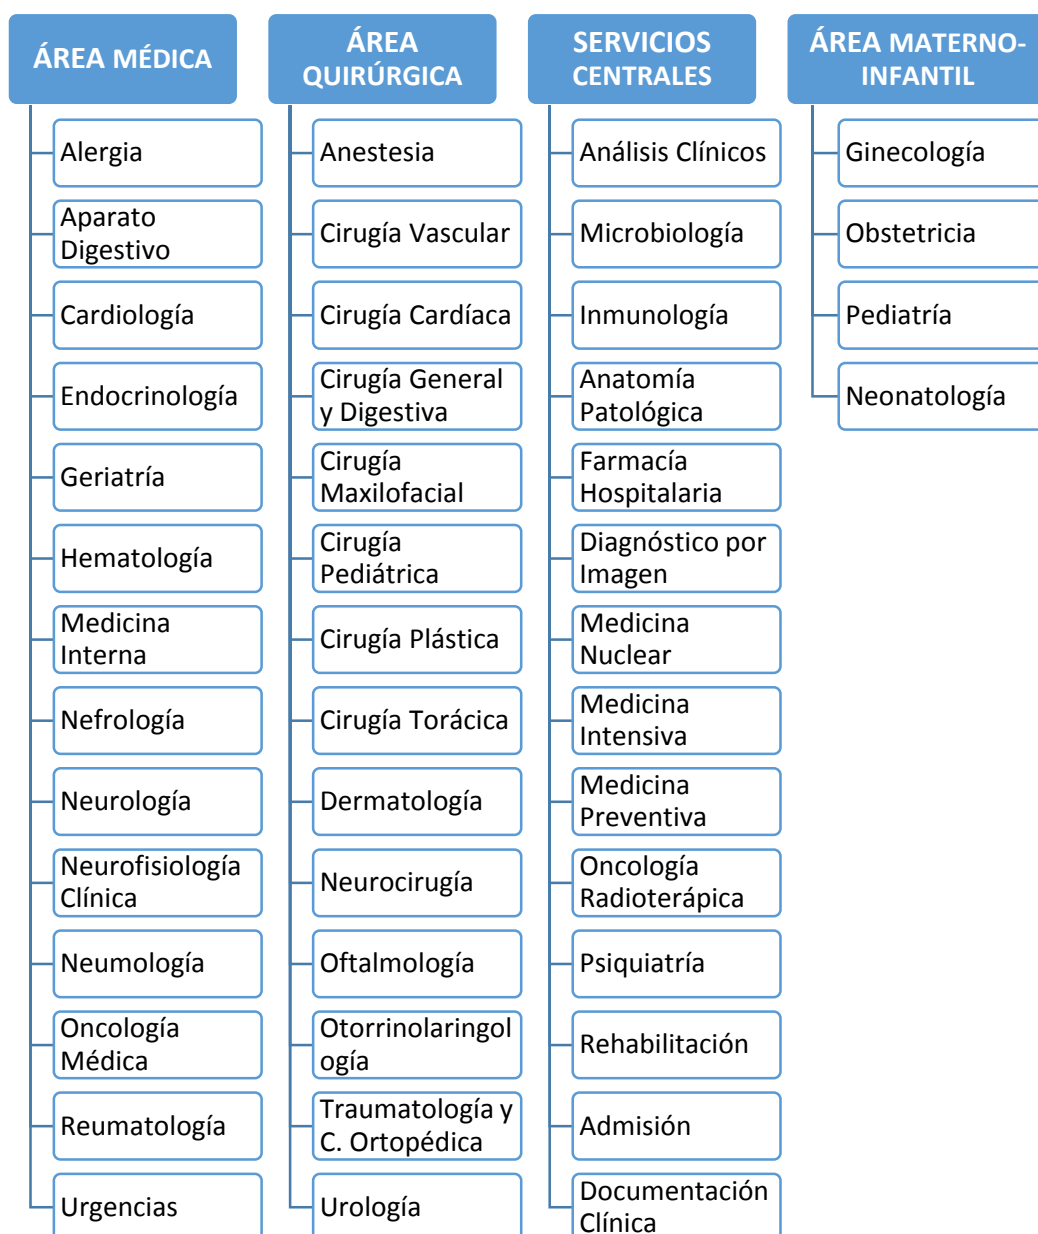 ÁREA MÉDICA
Alergia
Aparato
Digestivo
Cardiología
Endocrinología
Geriatría
Hematología
Medicina
Interna
Nefrología
Neurología
Neurofisiología
Clínica
Neumología
Oncología
Médica
Reumatología
Urgencias
ÁREA
QUIRÚRGICA
Anestesia
Cirugía Vascular
Cirugía Cardíaca
Cirugía General
y Digestiva
Cirugía
Maxilofacial
Cirugía
Pediátrica
Cirugía Plástica
Cirugía Torácica
Dermatología
Neurocirugía
Oftalmología
Otorrinolaringol
ogía
Traumatología y
C. Ortopédica
Urología
SERVICIOS
CENTRALES
Análisis Clínicos
Microbiología
Inmunología
Anatomía
Patológica
Farmacía
Hospitalaria
Diagnóstico por
Imagen
Medicina
Nuclear
Medicina
Intensiva
Medicina
Preventiva
Oncología
Radioterápica
Psiquiatría
Rehabilitación
Admisión
Documentación
Clínica
ÁREA MATERNO-
INFANTIL
Ginecología
Obstetricia
Pediatría
Neonatología